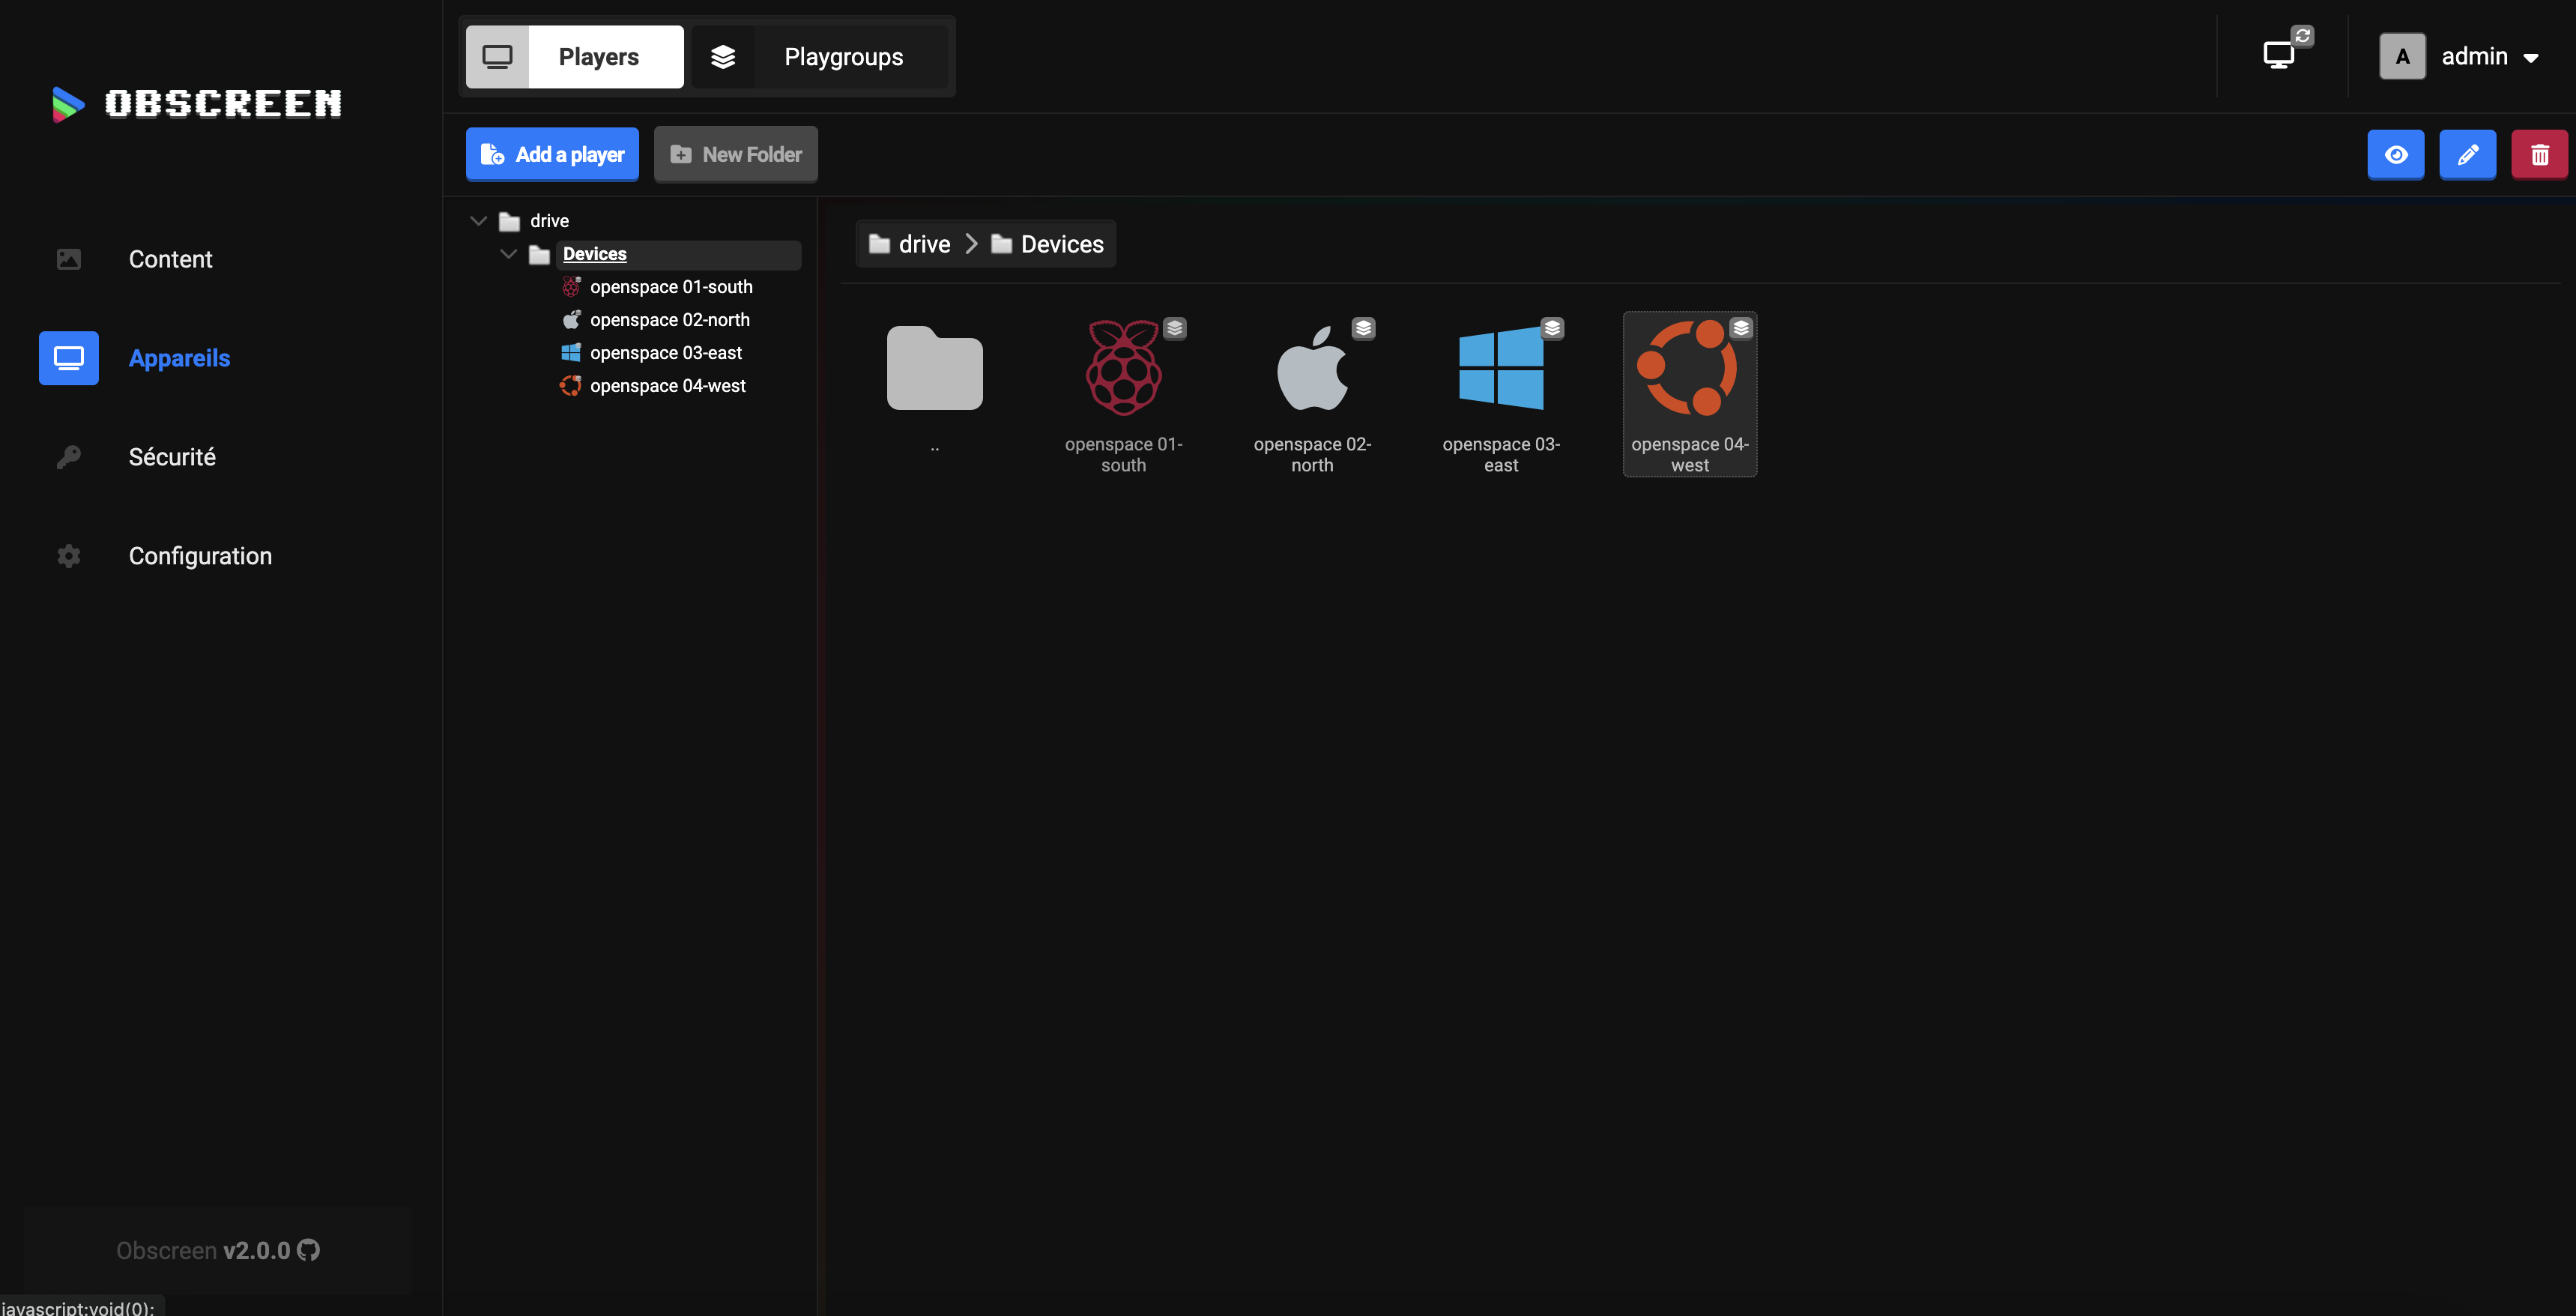 OBSCREEN
Content
Appareils
Sécurité
Configuration
Obscreen v2.0.0
javascript:void(0);
Players
Playgroups
A
admin
Add a player
New Folder
drive
Devices
openspace 01-south
openspace 02-north
openspace 03-east
openspace 04-west
drive
Devices
..
openspace 01-
south
openspace 02-
north
openspace 03-
east
openspace 04-
west